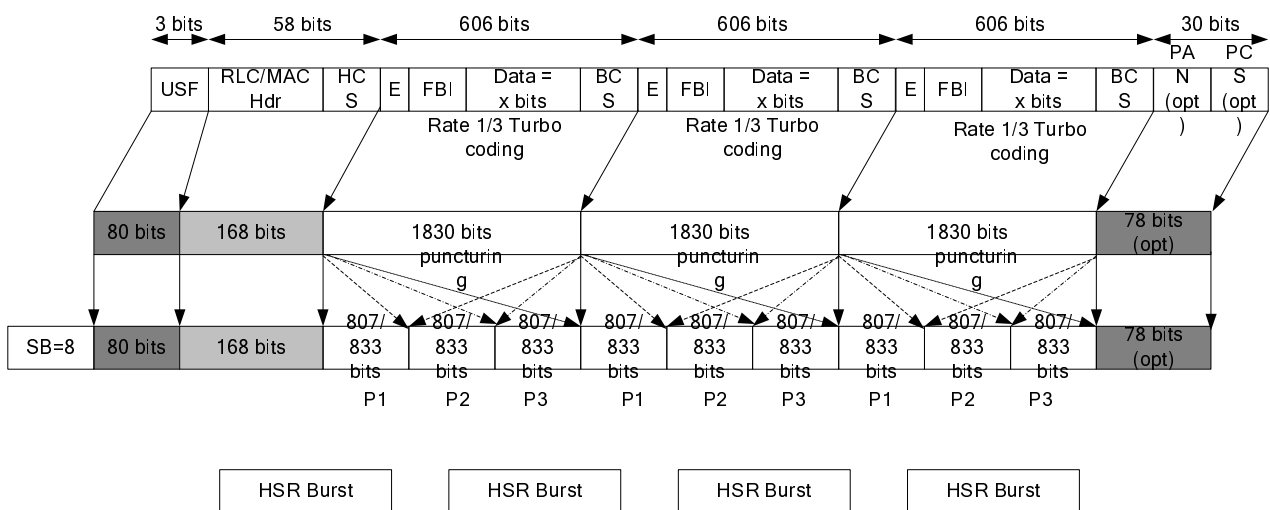 3 bits 58 bits 606 bits 606 bits 606 bits 30 bits
USF
RLC/MAC
Hdr
HC
S
E
FBI
Data =
x bits
BC
S
E
FBI
Data =
x bits
BC
S
E
FBI
Data =
x bits
BC
S
PA
N
(opt
)
PC
S
(opt
)
Rate 1/3 Turbo
coding
Rate 1/3 Turbo
coding
Rate 1/3 Turbo
coding
80 bits
168 bits
1830 bits
puncturin
g
1830 bits
puncturin
g
1830 bits
puncturin
g
78 bits
(opt)
SB=8
80 bits
168 bits
807/
833
bits
807/
833
bits
807/
833
bits
807/
833
bits
807/
833
bits
807/
833
bits
807/
833
bits
807/
833
bits
807/
833
bits
78 bits
(opt)
P1 P2 P3 P1 P2 P3 P1 P2 P3
HSR Burst HSR Burst HSR Burst HSR Burst